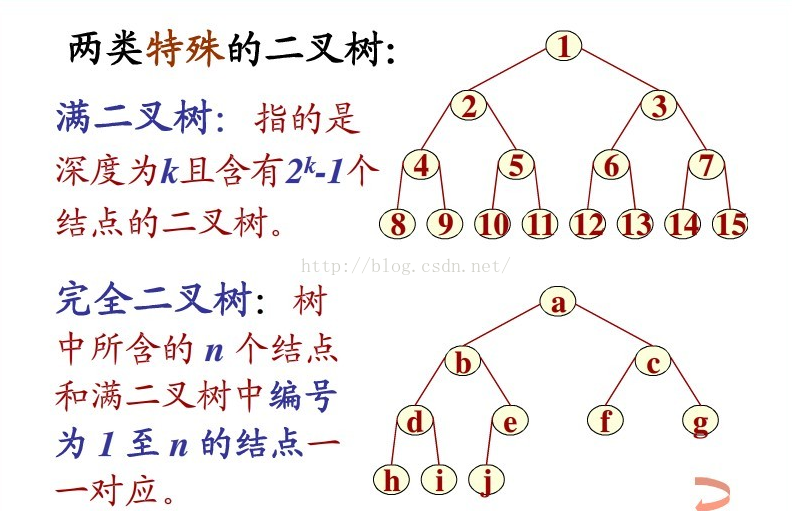 两类特殊的二叉树：
满二叉树： 指的是
深度为k且含有2ᵏ-1个
结点的二叉树。
1
2 3
4 5 6 7
8 9 10 11 12 13 14 15
http://blog.csdn.net/
完全二叉树： 树
中所含的 n 个结点
和满二叉树中编号
为 1 至 n 的结点一
一对应。
a
b c
d e f g
h i j